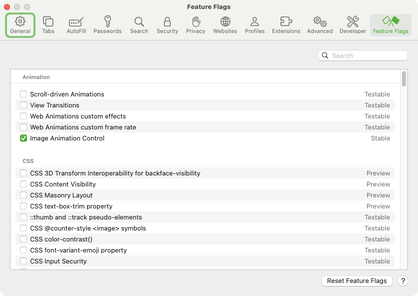 Feature Flags
General
Tabs
AutoFill
Passwords
Search
Security
Privacy
Websites
Profiles
Extensions
Advanced
Developer
Feature Flags
Search
Animation
Scroll-driven Animations Testable
View Transitions Testable
Web Animations custom effects Testable
Web Animations custom frame rate Testable
Image Animation Control Stable
CSS
CSS 3D Transform Interoperability for backface-visibility Preview
CSS Content Visibility Preview
CSS Masonry Layout Preview
CSS text-box-trim property Preview
::thumb and ::track pseudo-elements Testable
CSS @counter-style <image> symbols Testable
CSS color-contrast() Testable
CSS font-variant-emoji property Testable
CSS Input Security Testable
Reset Feature Flags ?